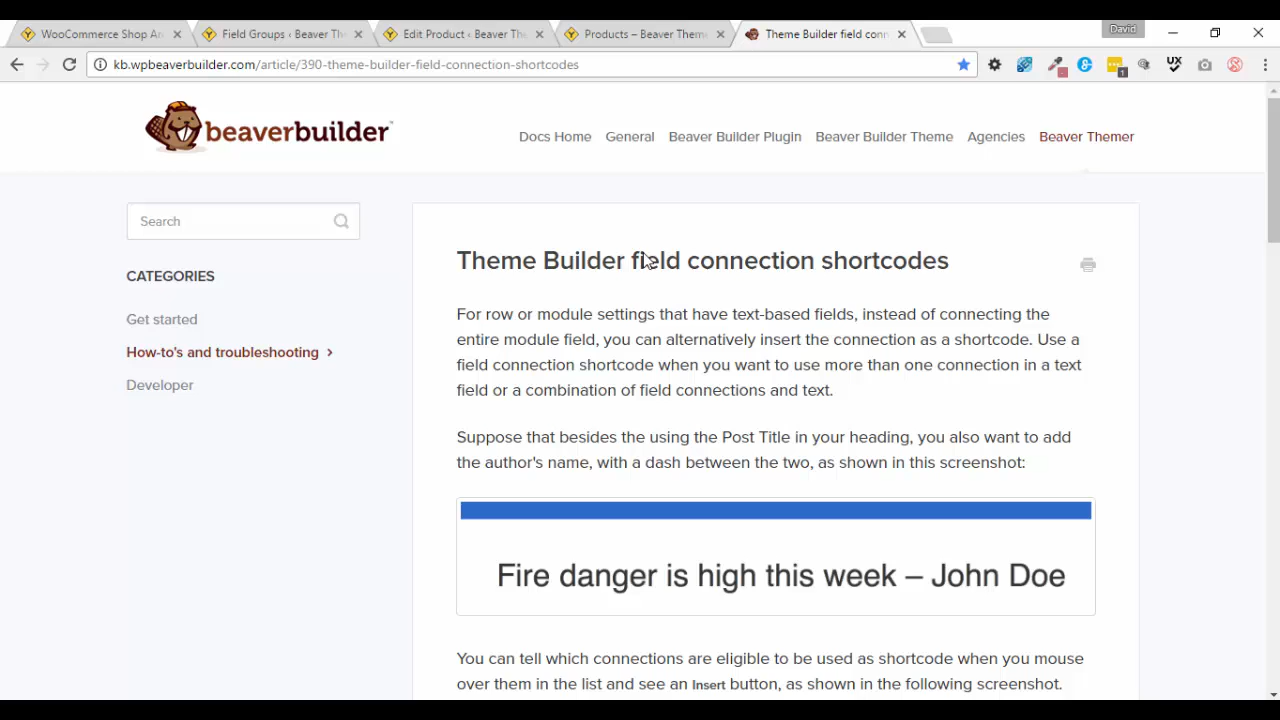 WooCommerce Shop Ar
Field Groups ‹ Beaver Th
Edit Product ‹ Beaver Th
Products – Beaver Theme
Theme Builder field conn
David
kb.wpbeaverbuilder.com/article/390-theme-builder-field-connection-shortcodes
UX
1
beaverbuilder
Docs Home
General
Beaver Builder Plugin
Beaver Builder Theme
Agencies
Beaver Themer
Search
CATEGORIES
Get started
How-to's and troubleshooting
Developer
Theme Builder field connection shortcodes
For row or module settings that have text-based fields, instead of connecting the
entire module field, you can alternatively insert the connection as a shortcode. Use a
field connection shortcode when you want to use more than one connection in a text
field or a combination of field connections and text.
Suppose that besides the using the Post Title in your heading, you also want to add
the author's name, with a dash between the two, as shown in this screenshot:
Fire danger is high this week – John Doe
You can tell which connections are eligible to be used as shortcode when you mouse
over them in the list and see an Insert button, as shown in the following screenshot.